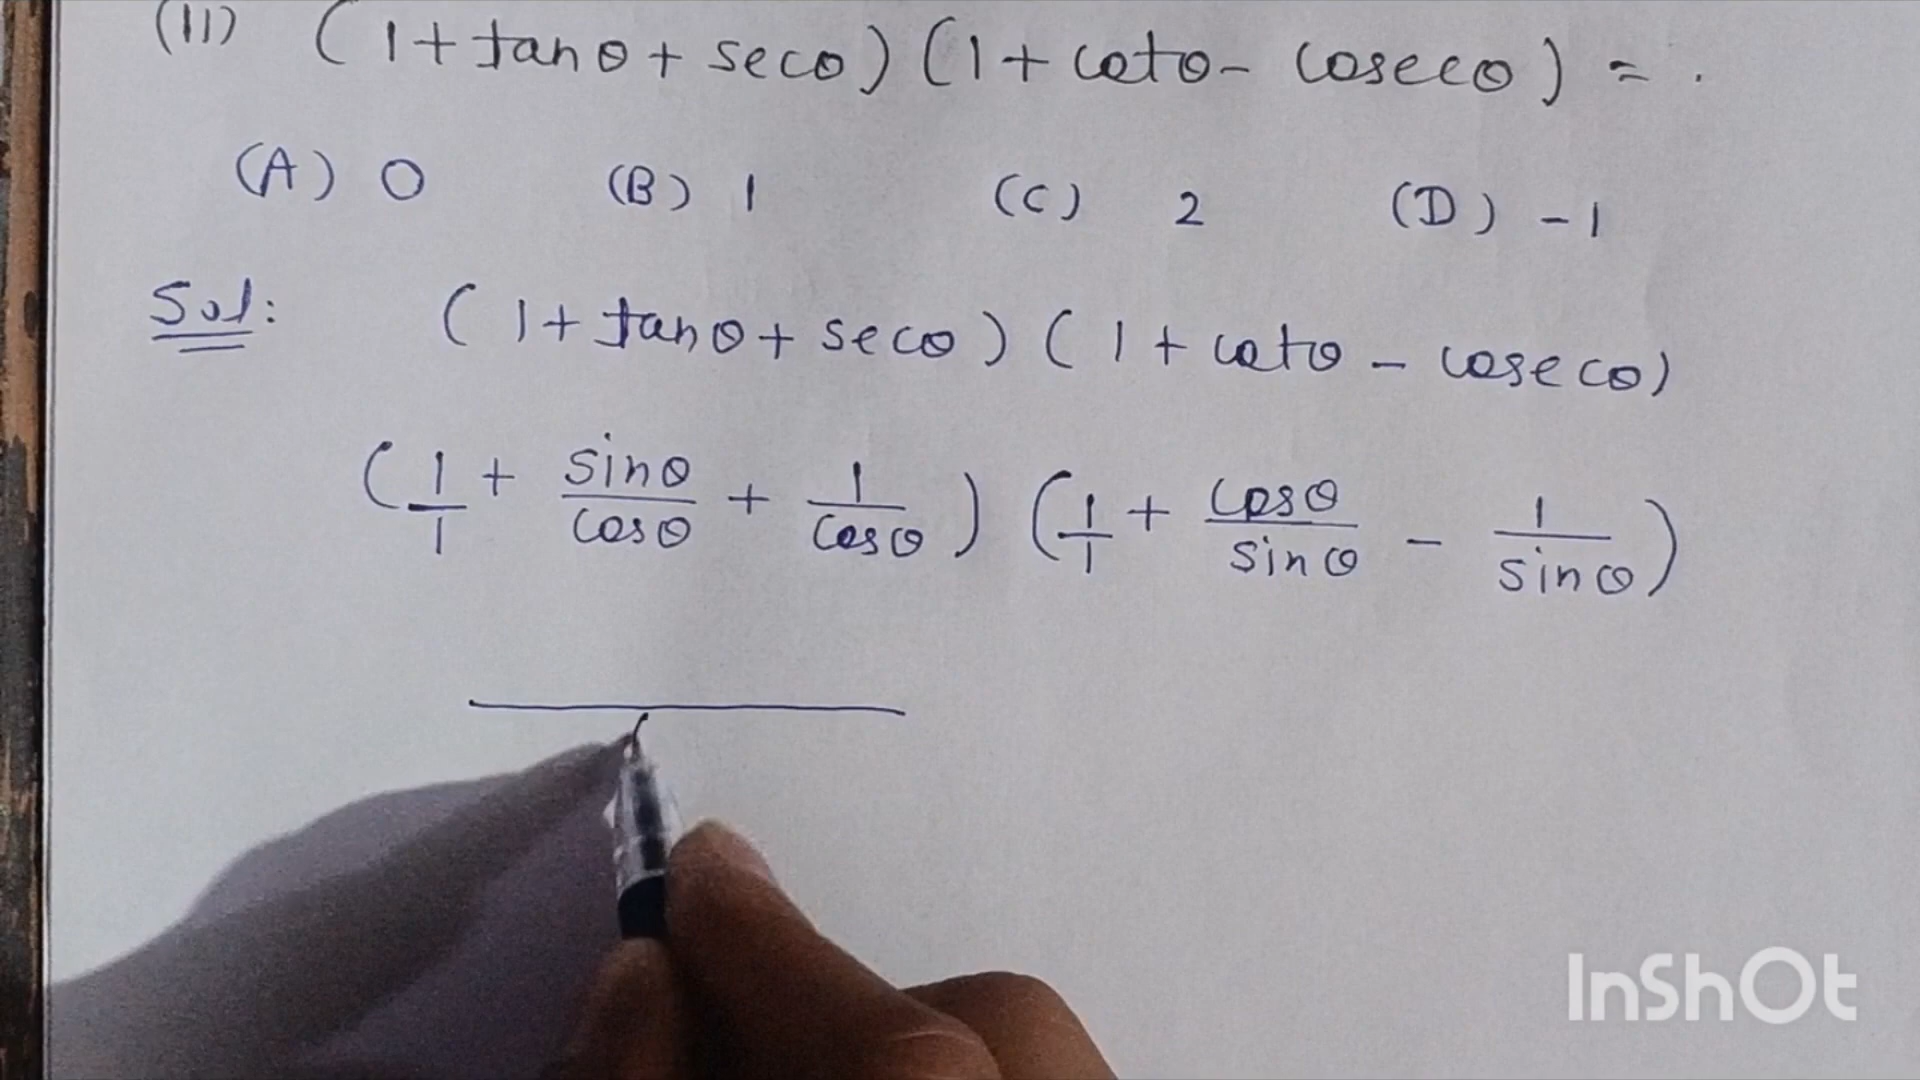 (11) (1 + tanθ + secθ) (1 + cotθ - cosecθ) = .
(A) 0 (B) 1 (C) 2 (D) -1
Sol: (1 + tanθ + secθ) (1 + cotθ - cosecθ)
(1/1 + sinθ/cosθ + 1/cosθ) (1/1 + cosθ/sinθ - 1/sinθ)
InShOt